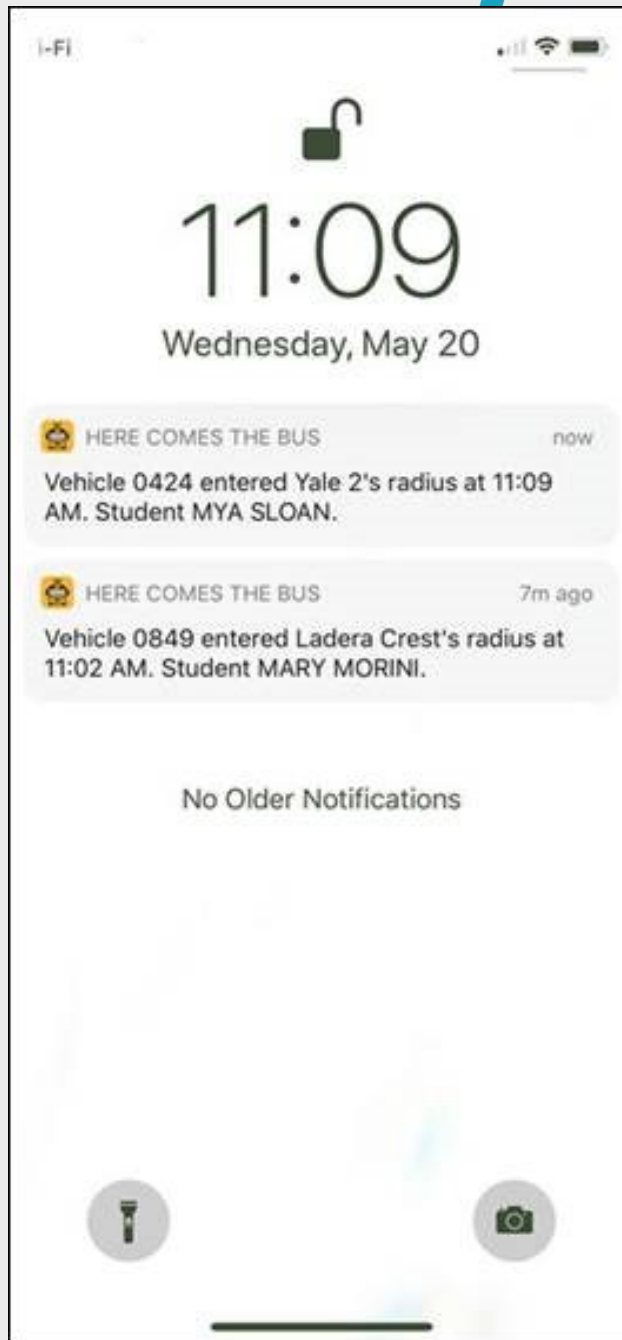 i-Fi
11:09
Wednesday, May 20
HERE COMES THE BUS now
Vehicle 0424 entered Yale 2's radius at 11:09
AM. Student MYA SLOAN.
HERE COMES THE BUS 7m ago
Vehicle 0849 entered Ladera Crest's radius at
11:02 AM. Student MARY MORINI.
No Older Notifications